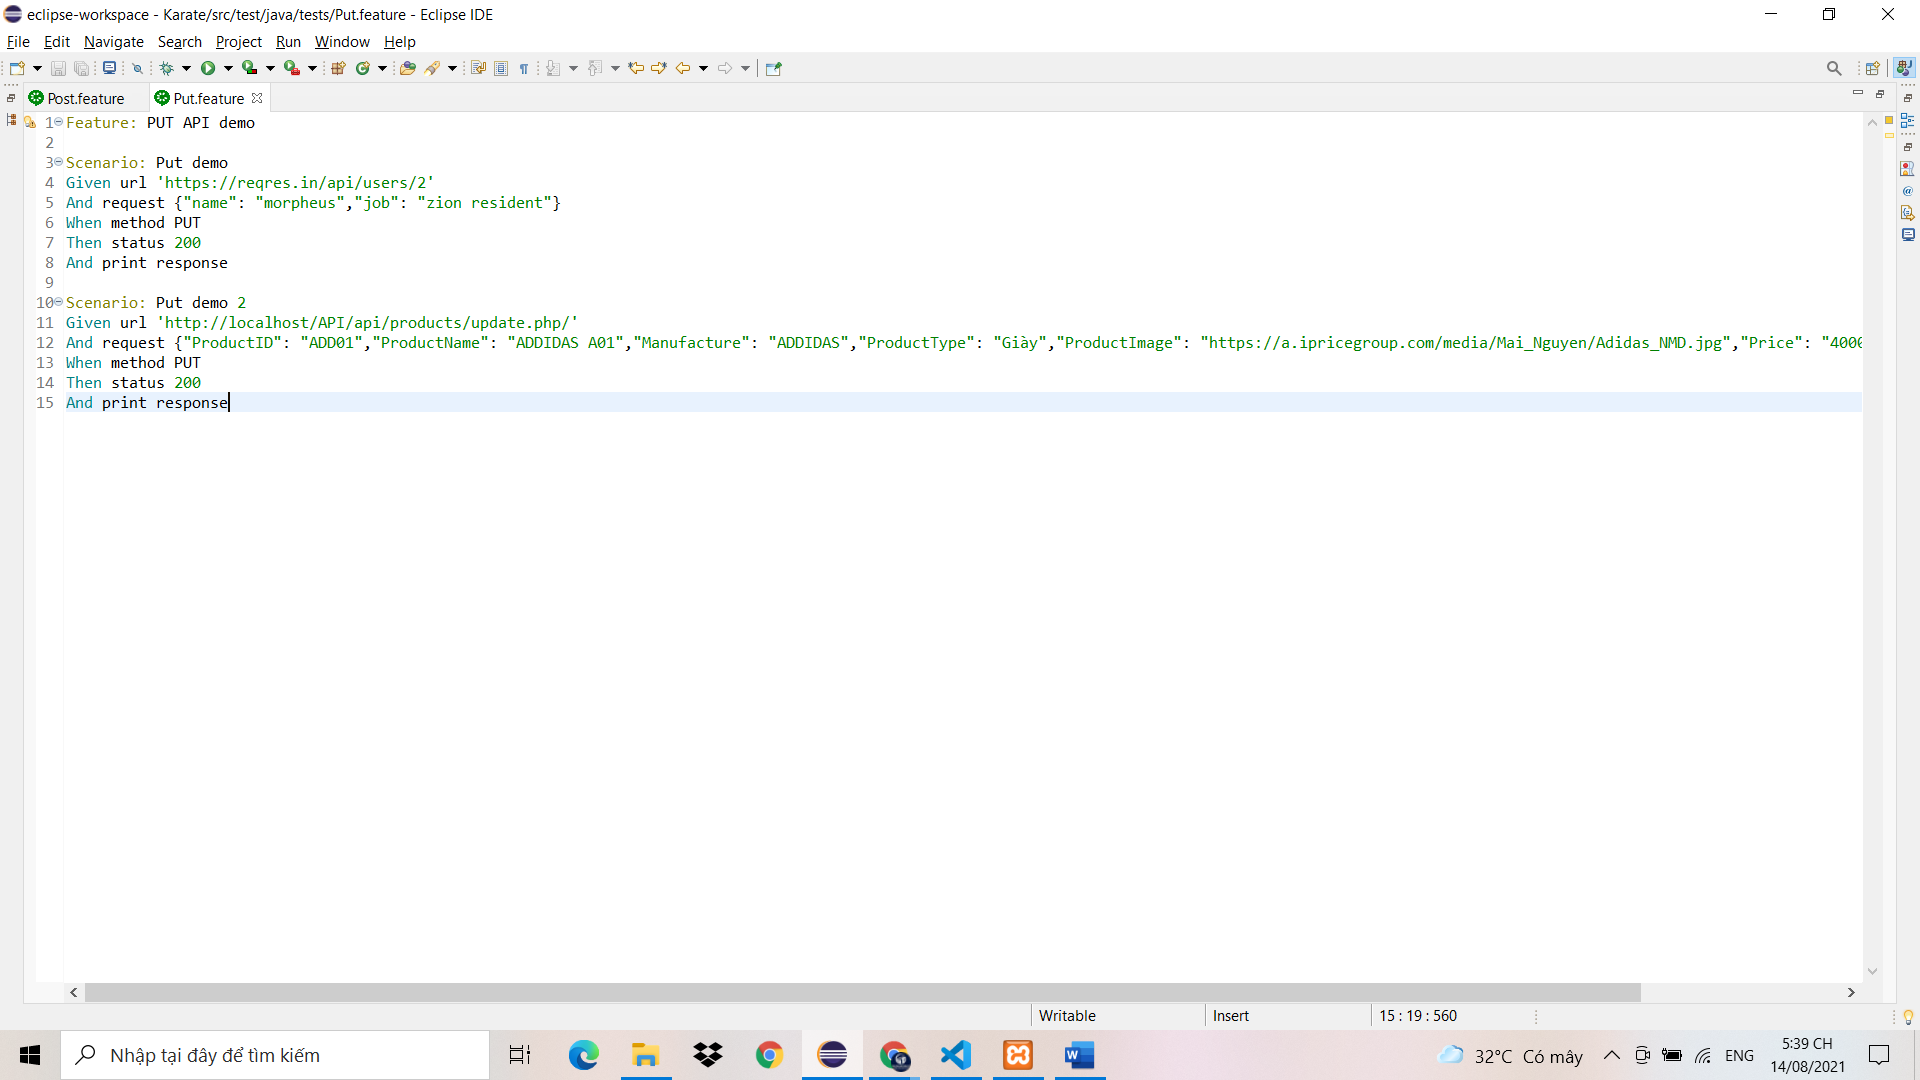 eclipse-workspace - Karate/src/test/java/tests/Put.feature - Eclipse IDE
File Edit Navigate Search Project Run Window Help
Post.feature Put.feature
1 Feature: PUT API demo
2
3 Scenario: Put demo
4 Given url 'https://reqres.in/api/users/2'
5 And request {"name": "morpheus","job": "zion resident"}
6 When method PUT
7 Then status 200
8 And print response
9
10 Scenario: Put demo 2
11 Given url 'http://localhost/API/api/products/update.php/'
12 And request {"ProductID": "ADD01","ProductName": "ADDIDAS A01","Manufacture": "ADDIDAS","ProductType": "Giày","ProductImage": "https://a.ipricegroup.com/media/Mai_Nguyen/Adidas_NMD.jpg","Price": "4000
13 When method PUT
14 Then status 200
15 And print response
Writable Insert 15 : 19 : 560
Nhập tại đây để tìm kiếm
32°C Có mây
ENG
5:39 CH
14/08/2021